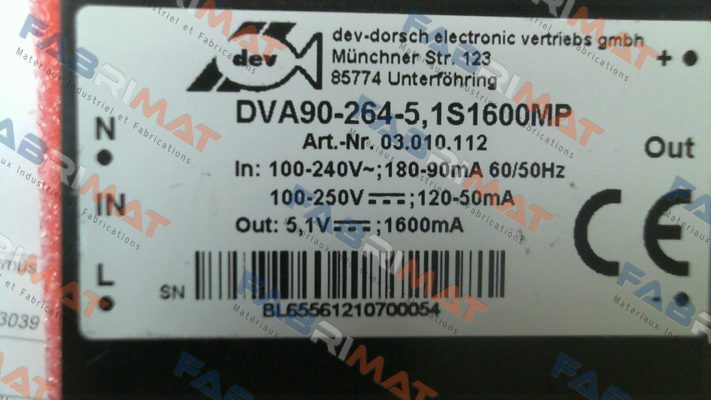 dev
dev-dorsch electronic vertriebs gmbh
Münchner Str. 123
85774 Unterföhring
DVA90-264-5,1S1600MP
Art.-Nr. 03.010.112
In: 100-240V~;180-90mA 60/50Hz
100-250V⎓;120-50mA
Out: 5,1V⎓;1600mA
N
IN
L
+
Out
-
CE
SN
BL65561210700054
3039
FABRIMAT
Materiaux Industriel et Fabrications